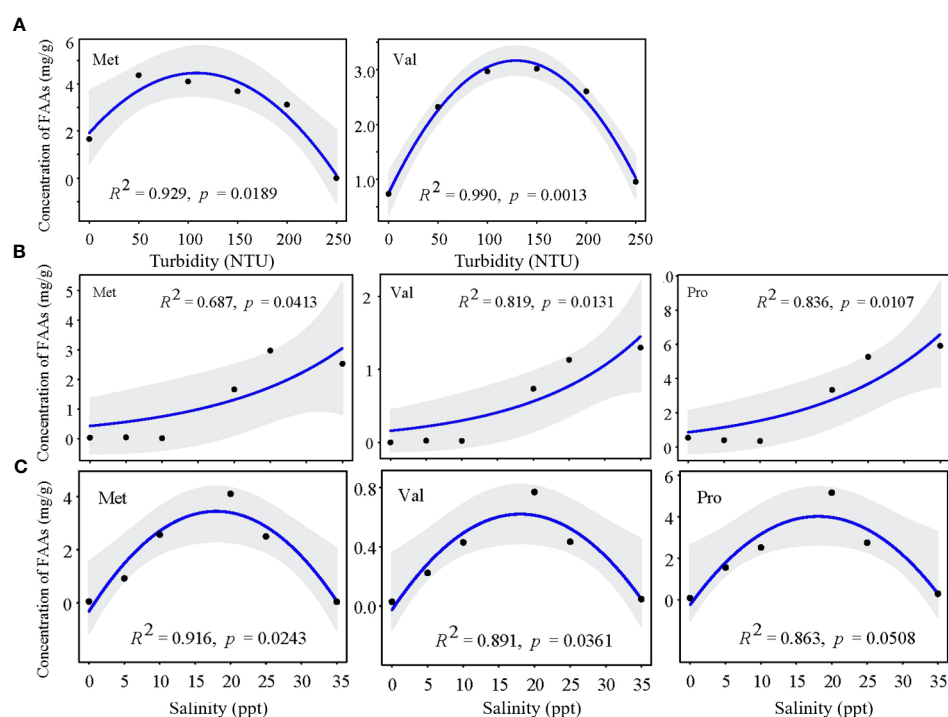 A
Concentration of FAAs (mg/g)
6
4
2
0
Met
R² = 0.929, p = 0.0189
0 50 100 150 200 250
Turbidity (NTU)
3.0
2.0
1.0
Val
R² = 0.990, p = 0.0013
0 50 100 150 200 250
Turbidity (NTU)
B
Concentration of FAAs (mg/g)
5
4
3
2
1
0
Met
R² = 0.687, p = 0.0413
2
1
0
Val
R² = 0.819, p = 0.0131
0
8
6
4
2
0
Pro
R² = 0.836, p = 0.0107
C
Concentration of FAAs (mg/g)
4
2
0
Met
R² = 0.916, p = 0.0243
0 5 10 15 20 25 35
Salinity (ppt)
0.8
0.4
0.0
Val
R² = 0.891, p = 0.0361
0 5 10 15 20 25 35
Salinity (ppt)
6
4
2
0
Pro
R² = 0.863, p = 0.0508
0 5 10 15 20 25 35
Salinity (ppt)